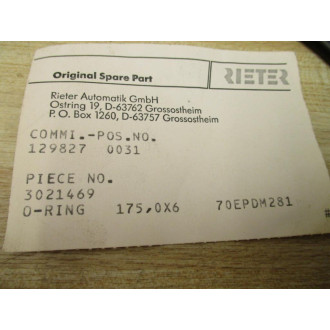 Original Spare Part
RIETER
Rieter Automatik GmbH
Ostring 19, D-63762 Grossostheim
P. O. Box 1260, D-63757 Grossostheim
COMMI.-POS.NO.
129827 0031
PIECE NO.
3021469
O-RING 175,0X6 70EPDM281